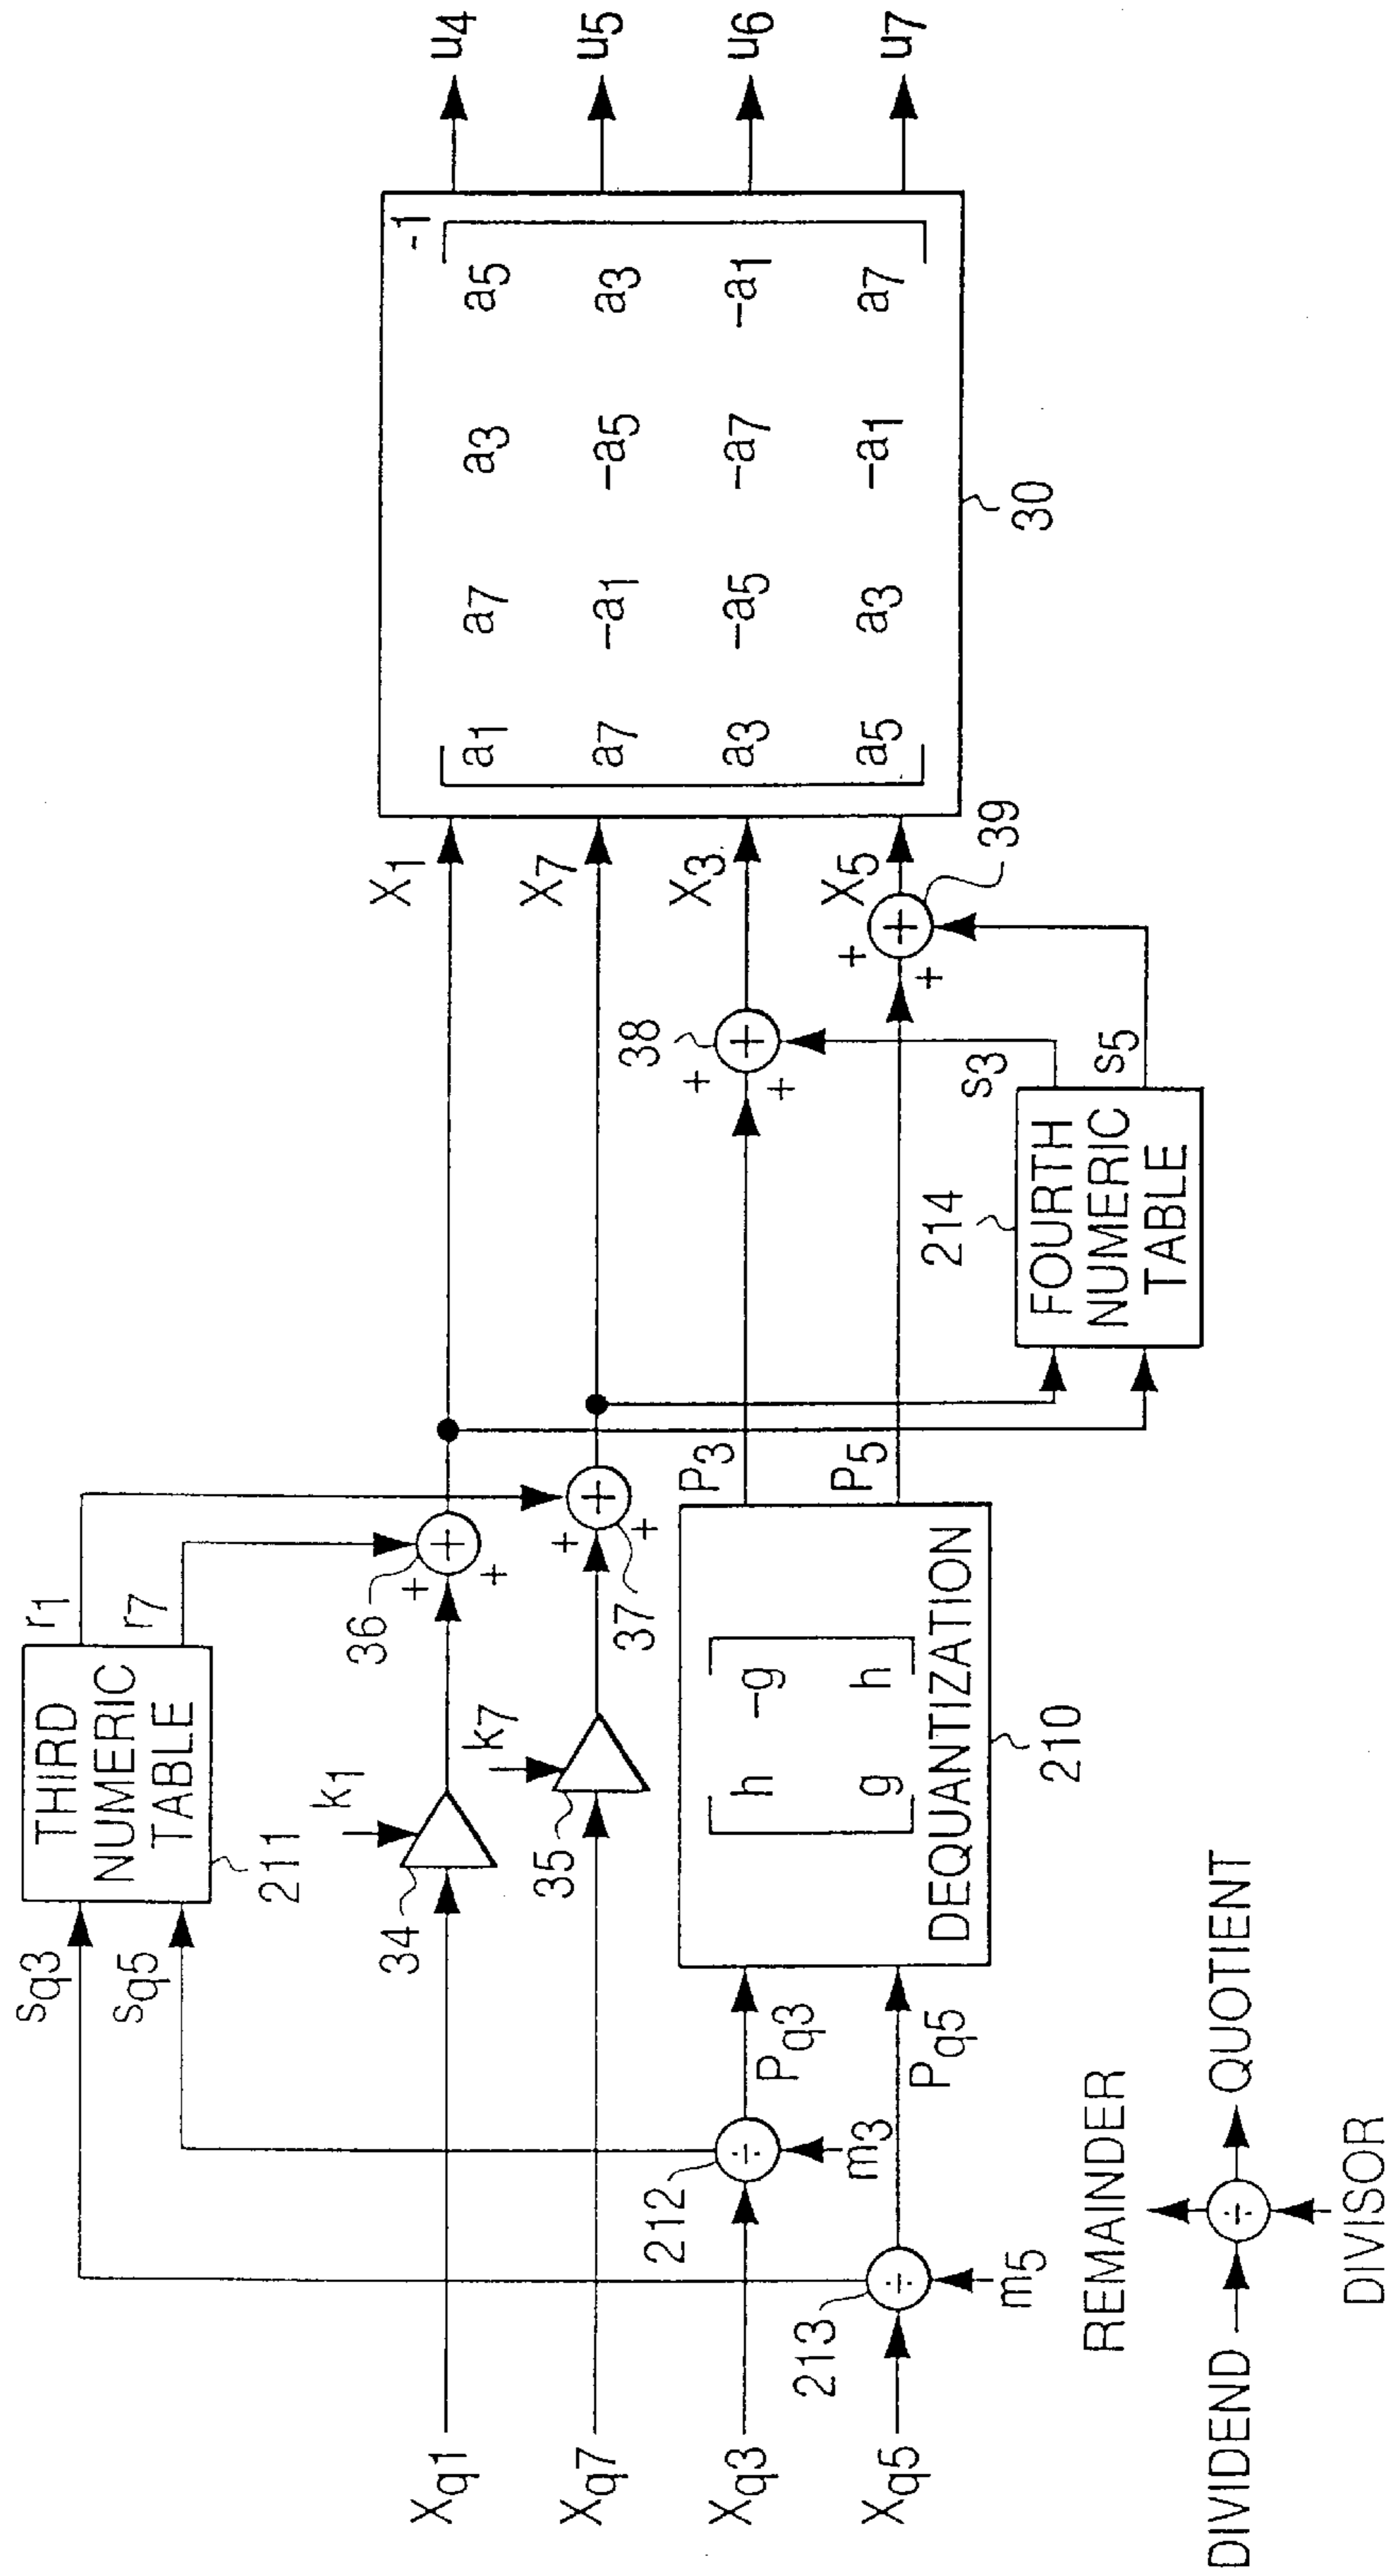 THIRD
NUMERIC
TABLE
211
sq3
sq5
r1
r7
k1
k7
34
35
36
37
Xq1
Xq7
Xq3
Xq5
212
213
m3
m5
Pq3
Pq5
h -g
g h
DEQUANTIZATION
210
P3
P5
+ +
+ +
+ +
+ +
38
39
FOURTH
NUMERIC
TABLE
214
s3
s5
X1
X7
X3
X5
a1 a7 a3 a5
a7 -a1 -a5 a3
a3 -a5 -a7 -a1
a5 a3 -a1 a7
-1
30
u4
u5
u6
u7
REMAINDER
DIVIDEND
÷
QUOTIENT
DIVISOR